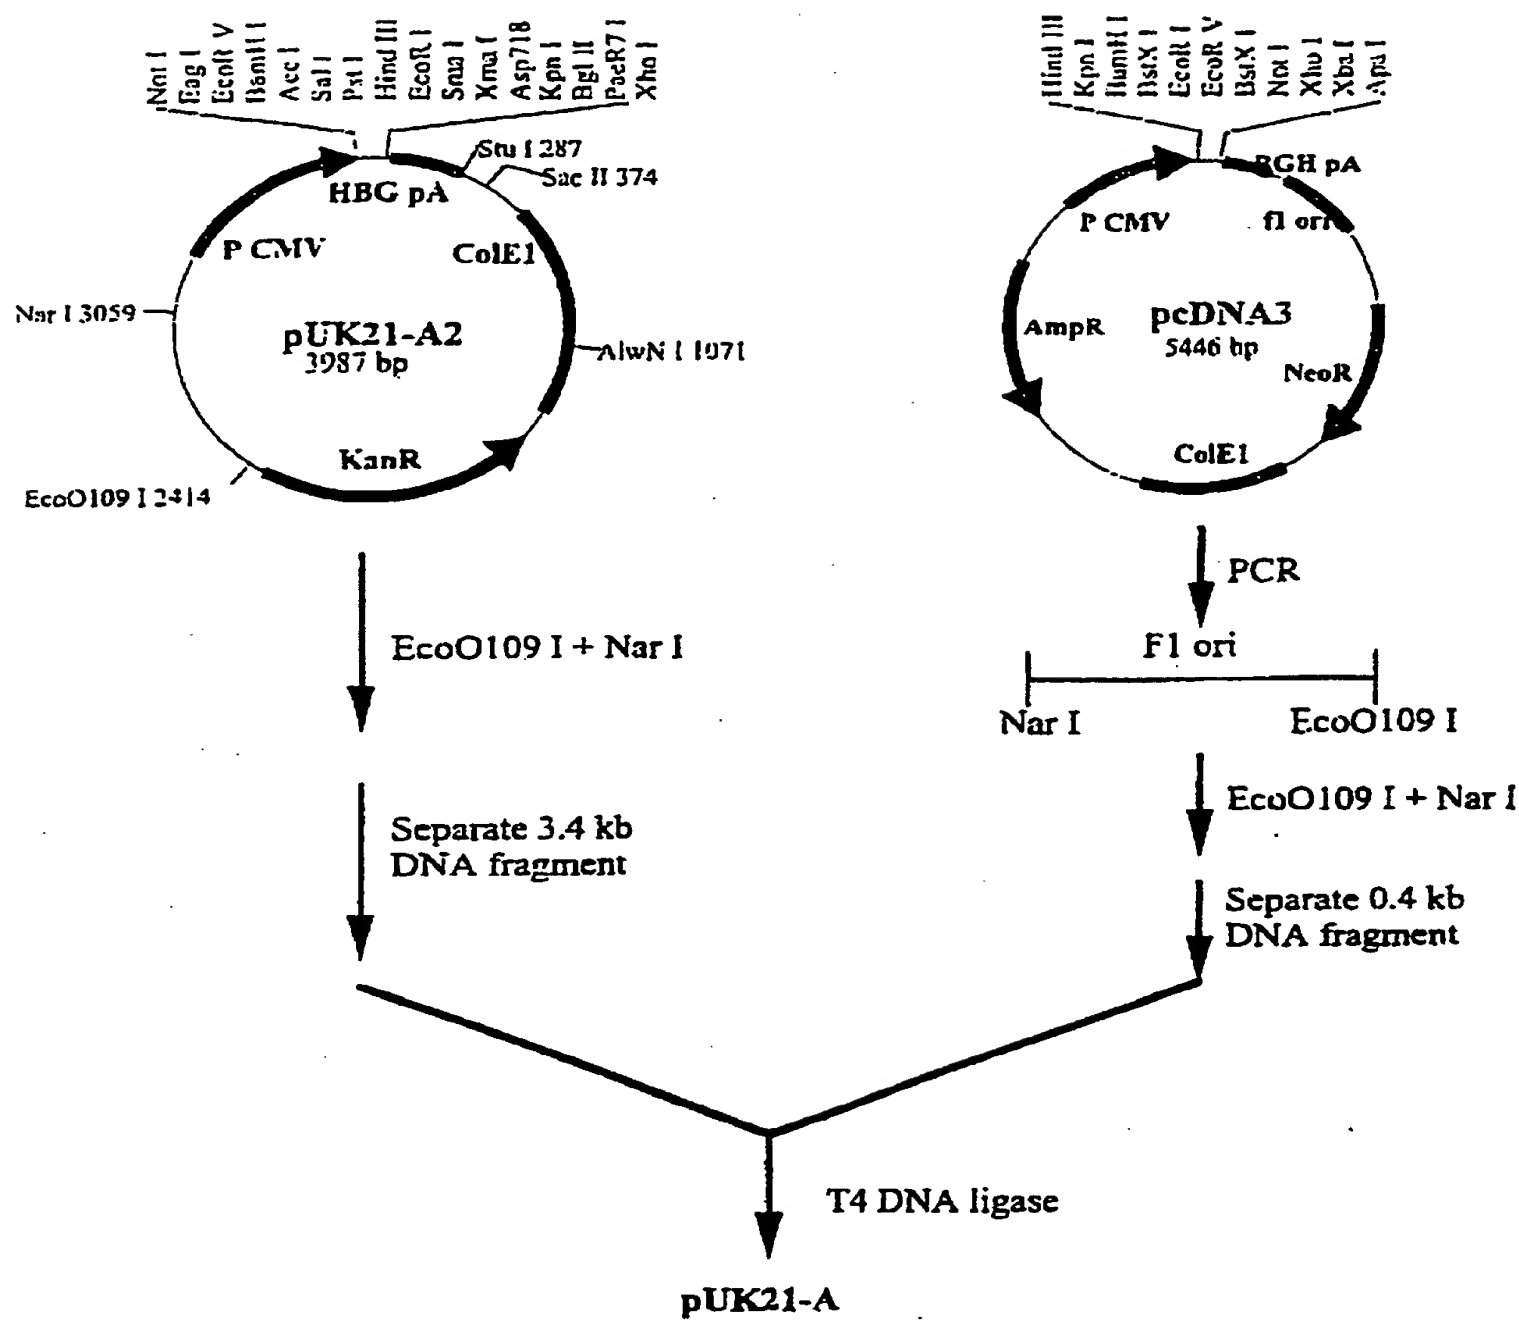 Not I
Eag I
EcoR V
BamH I
Acc I
Sal I
Pst I
Hind III
EcoR I
Sma I
Xma I
Asp718
Kpn I
Bgl II
PaeR7 I
Xho I
Stu I 287
Sac II 374
HBG pA
P CMV
ColE1
Nar I 3059
pUK21-A2
3987 bp
AlwN I 1071
KanR
EcoO109 I 2414
Hind III
Kpn I
BamH I
BstX I
EcoR I
EcoR V
BstX I
Not I
Xho I
Xba I
Apa I
BGH pA
P CMV
f1 ori
AmpR
pcDNA3
5446 bp
NeoR
ColE1
EcoO109 I + Nar I
Separate 3.4 kb
DNA fragment
PCR
F1 ori
Nar I
EcoO109 I
EcoO109 I + Nar I
Separate 0.4 kb
DNA fragment
T4 DNA ligase
pUK21-A